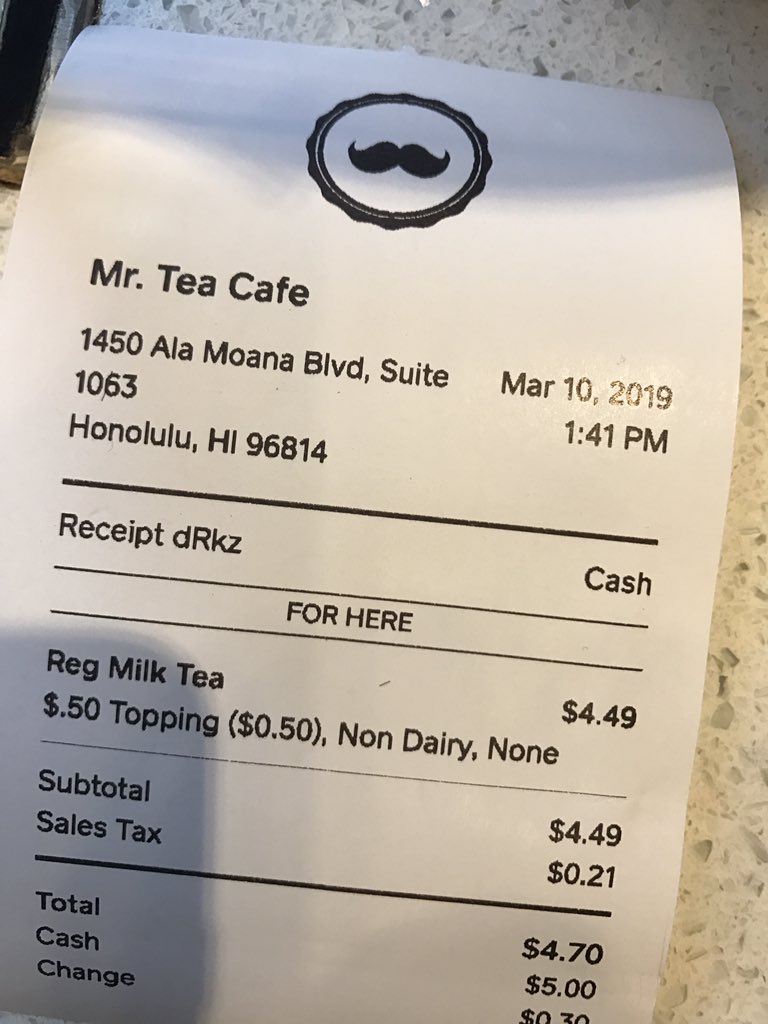 Mr. Tea Cafe
1450 Ala Moana Blvd, Suite
1063
Honolulu, HI 96814
Mar 10, 2019
1:41 PM
Receipt dRkz
Cash
FOR HERE
Reg Milk Tea
$4.49
$.50 Topping ($0.50), Non Dairy, None
Subtotal
$4.49
Sales Tax
$0.21
Total
$4.70
Cash
$5.00
Change
$0.30